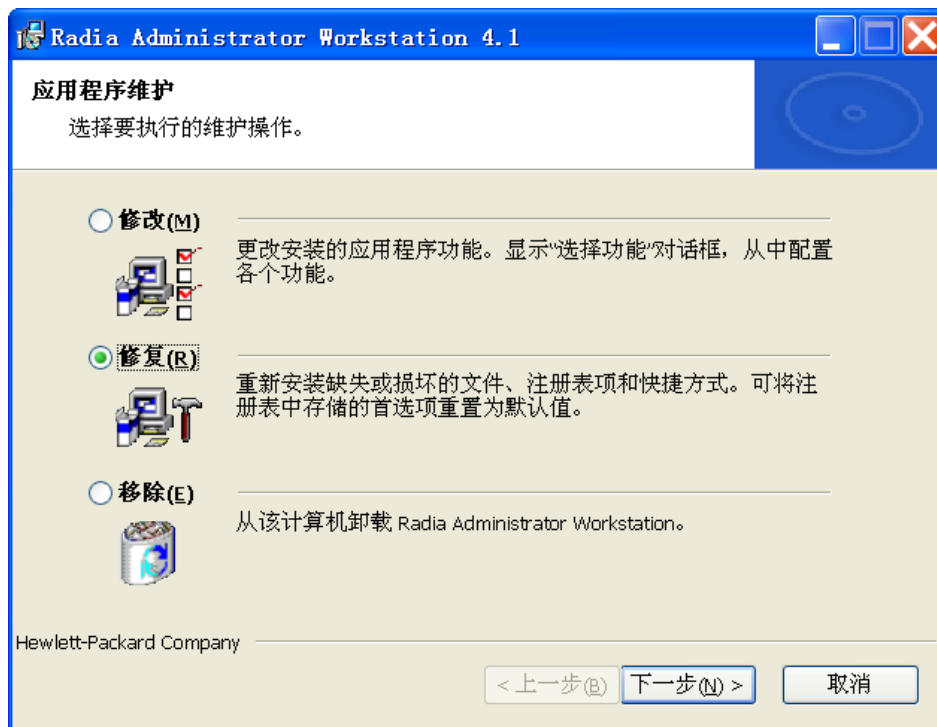 Radia Administrator Workstation 4.1
应用程序维护
选择要执行的维护操作。
修改(M)
更改安装的应用程序功能。显示“选择功能”对话框，从中配置
各个功能。
修复(R)
重新安装缺失或损坏的文件、注册表项和快捷方式。可将注
册表中存储的首选项重置为默认值。
移除(E)
从该计算机卸载 Radia Administrator Workstation。
Hewlett-Packard Company
< 上一步(B)
下一步(N) >
取消